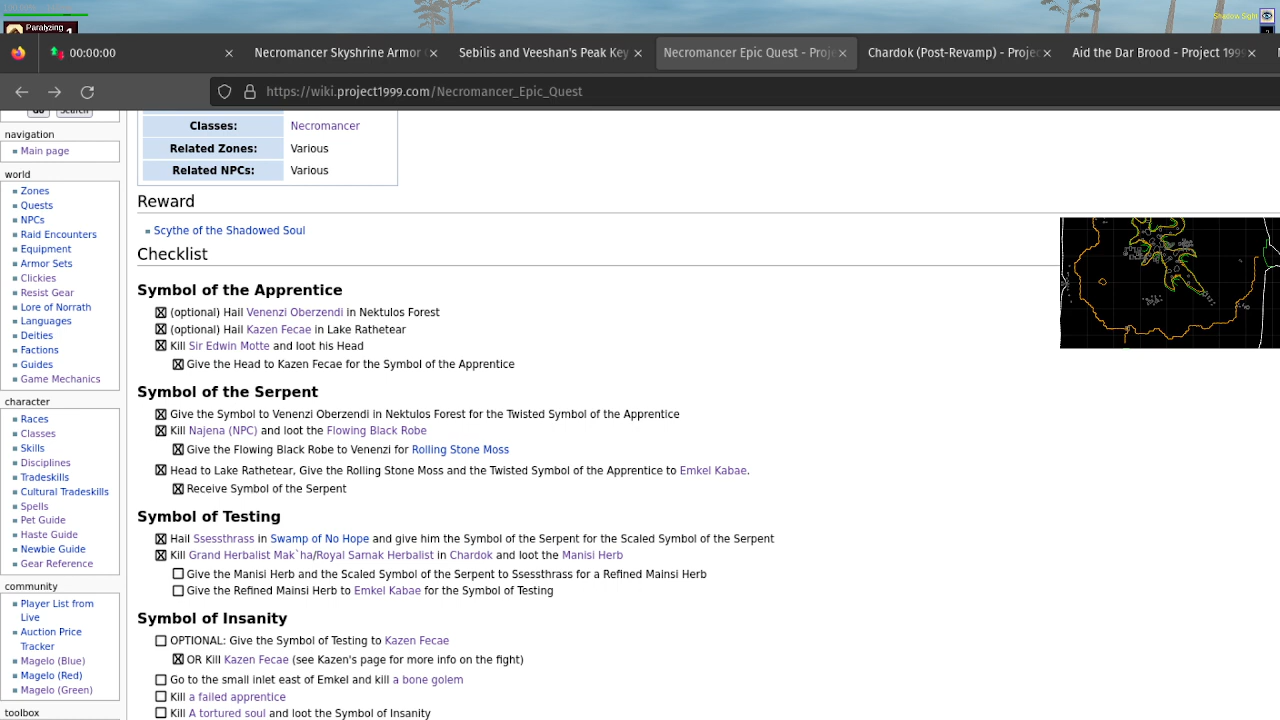 Paralyzing
Shadow Sight
00:00:00
Necromancer Skyshrine Armor
Sebilis and Veeshan's Peak Key
Necromancer Epic Quest - Proje
Chardok (Post-Revamp) - Project
Aid the Dar Brood - Project 1999
https://wiki.project1999.com/Necromancer_Epic_Quest
Go Search
navigation
Main page
world
Zones
Quests
NPCs
Raid Encounters
Equipment
Armor Sets
Clickies
Resist Gear
Lore of Norrath
Languages
Deities
Factions
Guides
Game Mechanics
character
Races
Classes
Skills
Disciplines
Tradeskills
Cultural Tradeskills
Spells
Pet Guide
Haste Guide
Newbie Guide
Gear Reference
community
Player List from
Live
Auction Price
Tracker
Magelo (Blue)
Magelo (Red)
Magelo (Green)
toolbox
Classes: Necromancer
Related Zones: Various
Related NPCs: Various
Reward
Scythe of the Shadowed Soul
Checklist
Symbol of the Apprentice
(optional) Hail Venenzi Oberzendi in Nektulos Forest
(optional) Hail Kazen Fecae in Lake Rathetear
Kill Sir Edwin Motte and loot his Head
Give the Head to Kazen Fecae for the Symbol of the Apprentice
Symbol of the Serpent
Give the Symbol to Venenzi Oberzendi in Nektulos Forest for the Twisted Symbol of the Apprentice
Kill Najena (NPC) and loot the Flowing Black Robe
Give the Flowing Black Robe to Venenzi for Rolling Stone Moss
Head to Lake Rathetear, Give the Rolling Stone Moss and the Twisted Symbol of the Apprentice to Emkel Kabae.
Receive Symbol of the Serpent
Symbol of Testing
Hail Ssessthrass in Swamp of No Hope and give him the Symbol of the Serpent for the Scaled Symbol of the Serpent
Kill Grand Herbalist Mak`ha/Royal Sarnak Herbalist in Chardok and loot the Manisi Herb
Give the Manisi Herb and the Scaled Symbol of the Serpent to Ssessthrass for a Refined Mainsi Herb
Give the Refined Mainsi Herb to Emkel Kabae for the Symbol of Testing
Symbol of Insanity
OPTIONAL: Give the Symbol of Testing to Kazen Fecae
OR Kill Kazen Fecae (see Kazen's page for more info on the fight)
Go to the small inlet east of Emkel and kill a bone golem
Kill a failed apprentice
Kill A tortured soul and loot the Symbol of Insanity